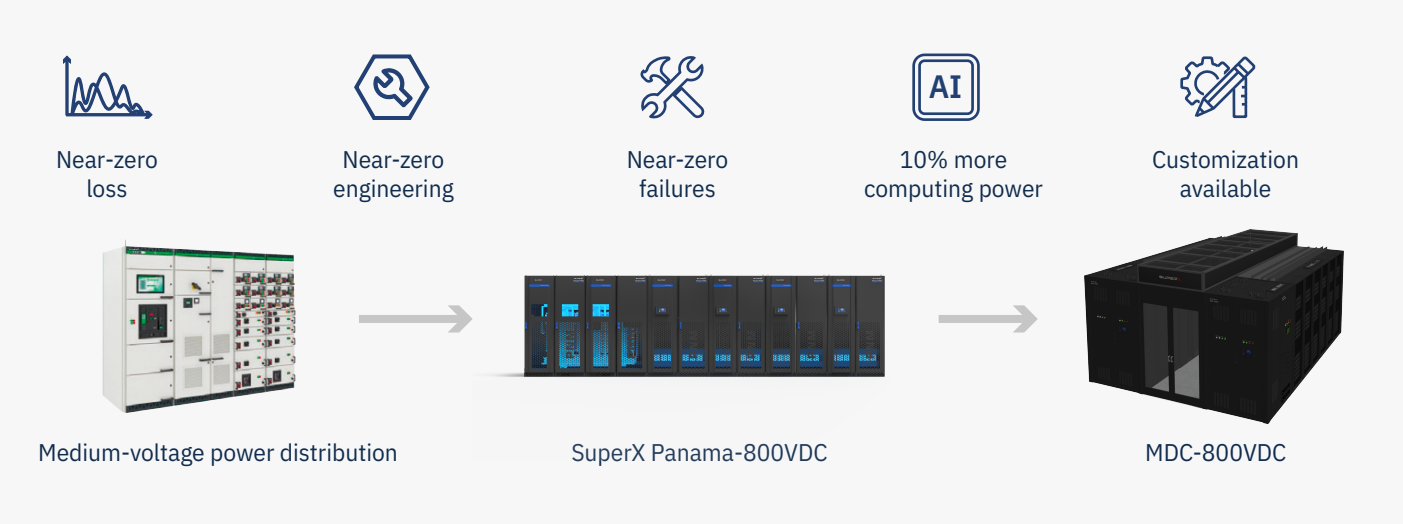 Near-zero
loss
Near-zero
engineering
Near-zero
failures
AI
10% more
computing power
Customization
available
Medium-voltage power distribution
SuperX Panama-800VDC
MDC-800VDC